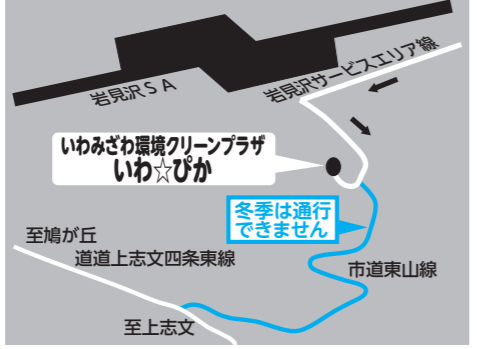 岩見沢ＳＡ
岩見沢サービスエリア線
いわみざわ環境クリーンプラザ
いわ☆ぴか
冬季は通行
できません
至鳩が丘
道道上志文四条東線
市道東山線
至上志文